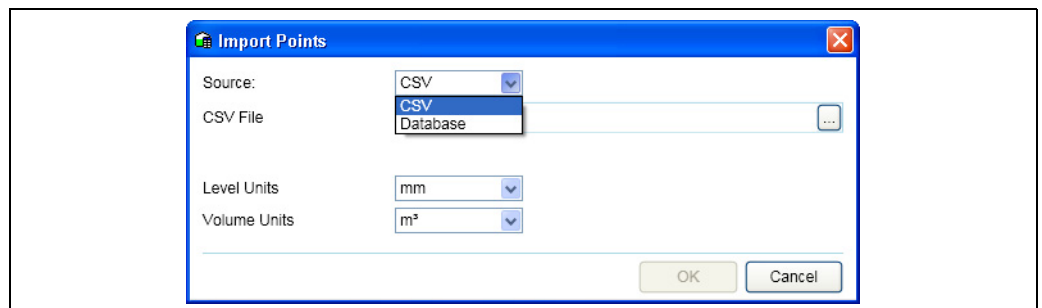 Import Points
Source: CSV
CSV
CSV File ...
Database
Level Units mm
Volume Units m³
OK Cancel